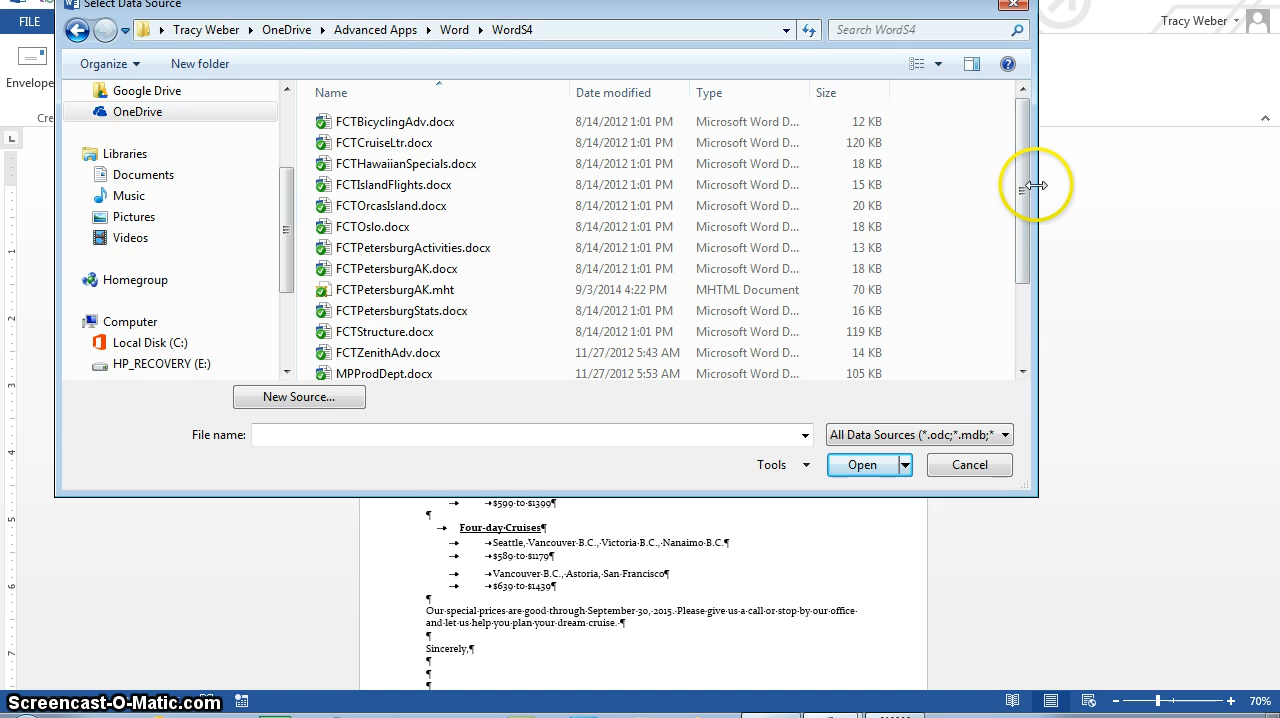 Select Data Source
FILE
Tracy Weber
Tracy Weber OneDrive Advanced Apps Word WordS4
Search WordS4
Organize New folder
Envelope
Cre
Google Drive
OneDrive
Libraries
Documents
Music
Pictures
Videos
Homegroup
Computer
Local Disk (C:)
HP_RECOVERY (E:)
Name Date modified Type Size
FCTBicyclingAdv.docx 8/14/2012 1:01 PM Microsoft Word D... 12 KB
FCTCruiseLtr.docx 8/14/2012 1:01 PM Microsoft Word D... 120 KB
FCTHawaiianSpecials.docx 8/14/2012 1:01 PM Microsoft Word D... 18 KB
FCTIslandFlights.docx 8/14/2012 1:01 PM Microsoft Word D... 15 KB
FCTOrcasIsland.docx 8/14/2012 1:01 PM Microsoft Word D... 20 KB
FCTOslo.docx 8/14/2012 1:01 PM Microsoft Word D... 18 KB
FCTPetersburgActivities.docx 8/14/2012 1:01 PM Microsoft Word D... 13 KB
FCTPetersburgAK.docx 8/14/2012 1:01 PM Microsoft Word D... 18 KB
FCTPetersburgAK.mht 9/3/2014 4:22 PM MHTML Document 70 KB
FCTPetersburgStats.docx 8/14/2012 1:01 PM Microsoft Word D... 16 KB
FCTStructure.docx 8/14/2012 1:01 PM Microsoft Word D... 119 KB
FCTZenithAdv.docx 11/27/2012 5:43 AM Microsoft Word D... 14 KB
MPProdDept.docx 11/27/2012 5:53 AM Microsoft Word D... 105 KB
New Source...
File name: All Data Sources (*.odc;*.mdb;*
Tools Open Cancel
1
2
3
4
5
6
7
→ →$599·to·$1399¶
¶
→ Four-day·Cruises¶
→ →Seattle,·Vancouver·B.C.,·Victoria·B.C.,·Nanaimo·B.C.¶
→ →$589·to·$1179¶
→ →Vancouver·B.C.,·Astoria,·San·Francisco¶
→ →$639·to·$1439¶
¶
Our·special·prices·are·good·through·September·30,·2015.·Please·give·us·a·call·or·stop·by·our·office·
and·let·us·help·you·plan·your·dream·cruise.·¶
¶
Sincerely,¶
¶
¶
¶
Screencast-O-Matic.com
70%